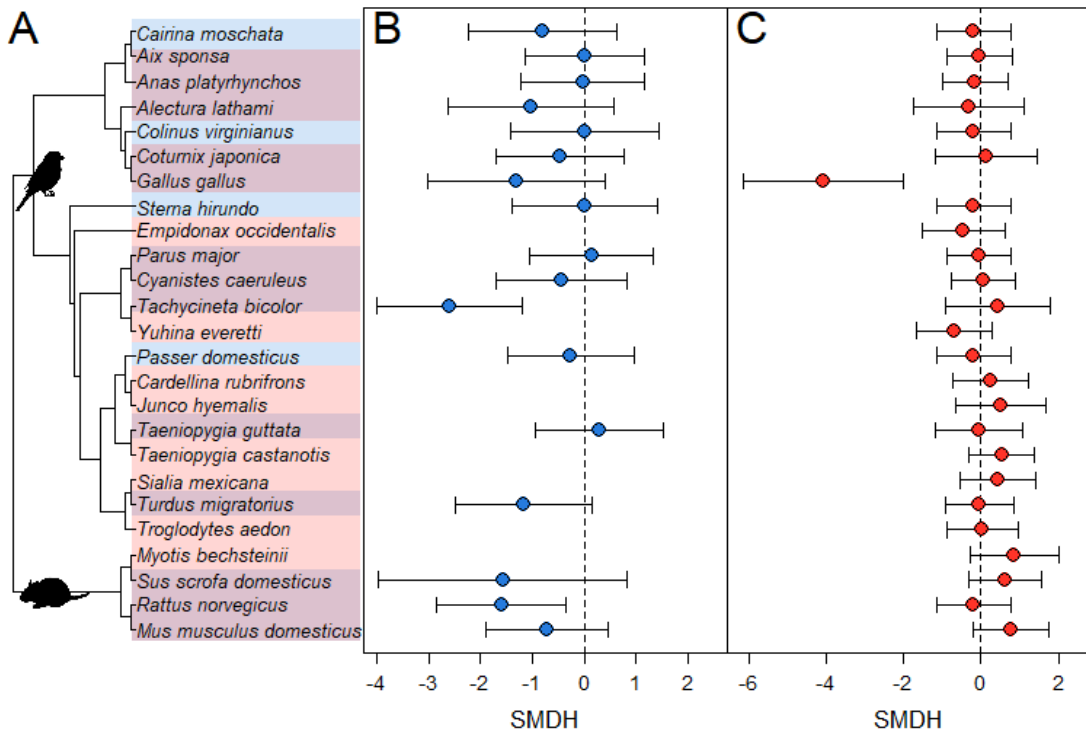 A
B
C
Cairina moschata
Aix sponsa
Anas platyrhynchos
Alectura lathami
Colinus virginianus
Coturnix japonica
Gallus gallus
Sterna hirundo
Empidonax occidentalis
Parus major
Cyanistes caeruleus
Tachycineta bicolor
Yuhina everetti
Passer domesticus
Cardellina rubrifrons
Junco hyemalis
Taeniopygia guttata
Taeniopygia castanotis
Sialia mexicana
Turdus migratorius
Troglodytes aedon
Myotis bechsteinii
Sus scrofa domesticus
Rattus norvegicus
Mus musculus domesticus
-4 -3 -2 -1 0 1 2
-6 -4 -2 0 2
SMDH
SMDH